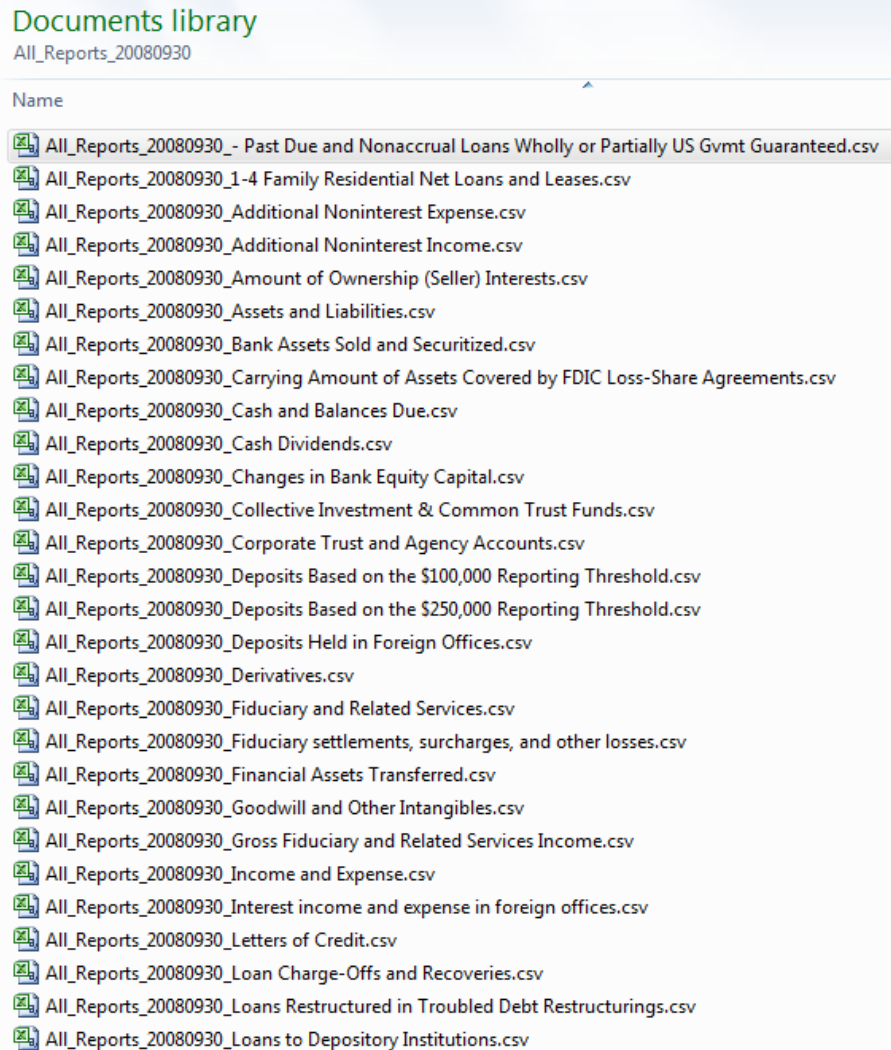 Documents library
All_Reports_20080930
Name
All_Reports_20080930_- Past Due and Nonaccrual Loans Wholly or Partially US Gvmt Guaranteed.csv
All_Reports_20080930_1-4 Family Residential Net Loans and Leases.csv
All_Reports_20080930_Additional Noninterest Expense.csv
All_Reports_20080930_Additional Noninterest Income.csv
All_Reports_20080930_Amount of Ownership (Seller) Interests.csv
All_Reports_20080930_Assets and Liabilities.csv
All_Reports_20080930_Bank Assets Sold and Securitized.csv
All_Reports_20080930_Carrying Amount of Assets Covered by FDIC Loss-Share Agreements.csv
All_Reports_20080930_Cash and Balances Due.csv
All_Reports_20080930_Cash Dividends.csv
All_Reports_20080930_Changes in Bank Equity Capital.csv
All_Reports_20080930_Collective Investment & Common Trust Funds.csv
All_Reports_20080930_Corporate Trust and Agency Accounts.csv
All_Reports_20080930_Deposits Based on the $100,000 Reporting Threshold.csv
All_Reports_20080930_Deposits Based on the $250,000 Reporting Threshold.csv
All_Reports_20080930_Deposits Held in Foreign Offices.csv
All_Reports_20080930_Derivatives.csv
All_Reports_20080930_Fiduciary and Related Services.csv
All_Reports_20080930_Fiduciary settlements, surcharges, and other losses.csv
All_Reports_20080930_Financial Assets Transferred.csv
All_Reports_20080930_Goodwill and Other Intangibles.csv
All_Reports_20080930_Gross Fiduciary and Related Services Income.csv
All_Reports_20080930_Income and Expense.csv
All_Reports_20080930_Interest income and expense in foreign offices.csv
All_Reports_20080930_Letters of Credit.csv
All_Reports_20080930_Loan Charge-Offs and Recoveries.csv
All_Reports_20080930_Loans Restructured in Troubled Debt Restructurings.csv
All_Reports_20080930_Loans to Depository Institutions.csv